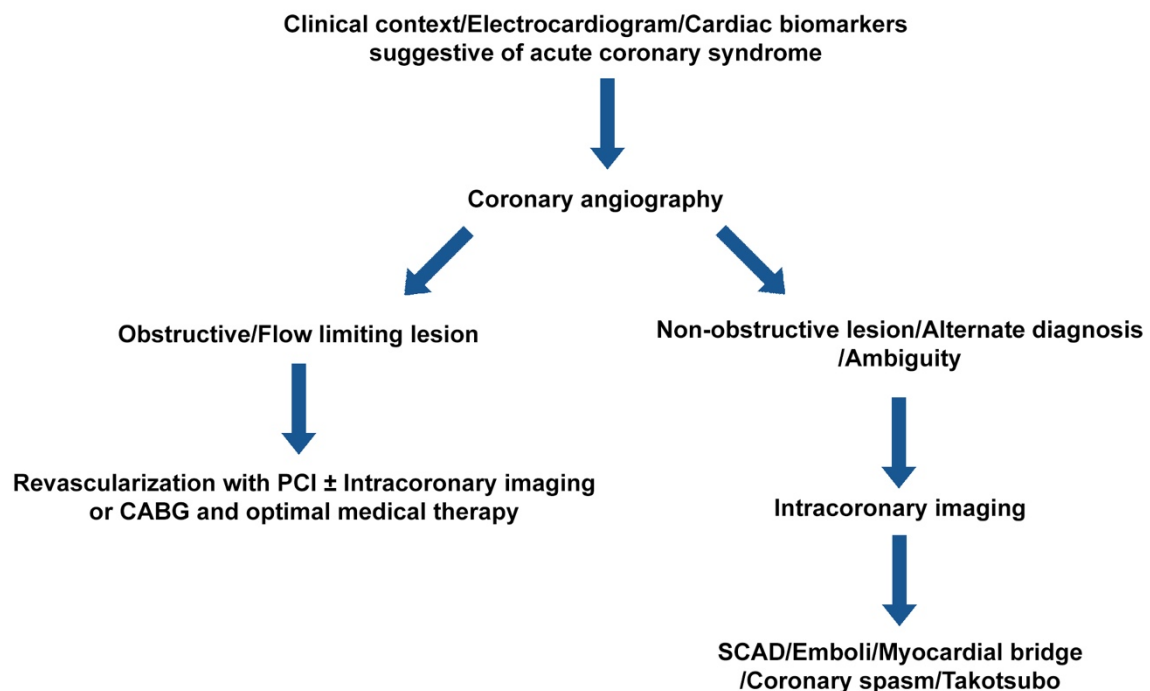 Clinical context/Electrocardiogram/Cardiac biomarkers
suggestive of acute coronary syndrome
Coronary angiography
Obstructive/Flow limiting lesion
Non-obstructive lesion/Alternate diagnosis
/Ambiguity
Revascularization with PCI ± Intracoronary imaging
or CABG and optimal medical therapy
Intracoronary imaging
SCAD/Emboli/Myocardial bridge
/Coronary spasm/Takotsubo